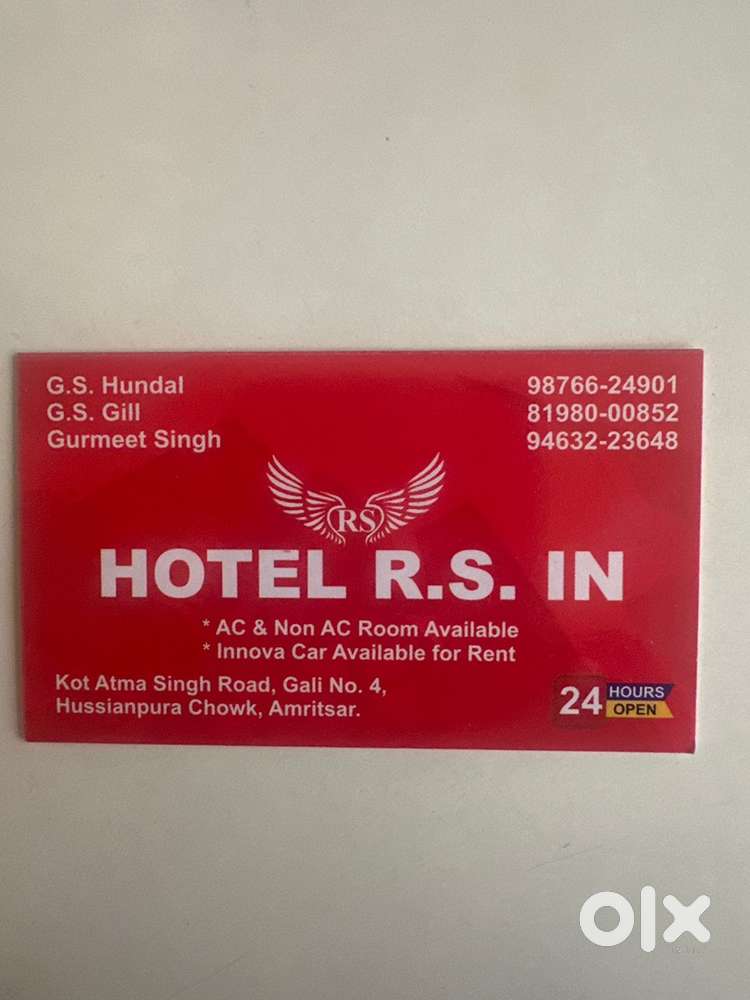 G.S. Hundal 98766-24901
G.S. Gill 81980-00852
Gurmeet Singh 94632-23648
RS
HOTEL R.S. IN
* AC & Non AC Room Available
* Innova Car Available for Rent
Kot Atma Singh Road, Gali No. 4,
Hussianpura Chowk, Amritsar.
24 HOURS
OPEN
olx